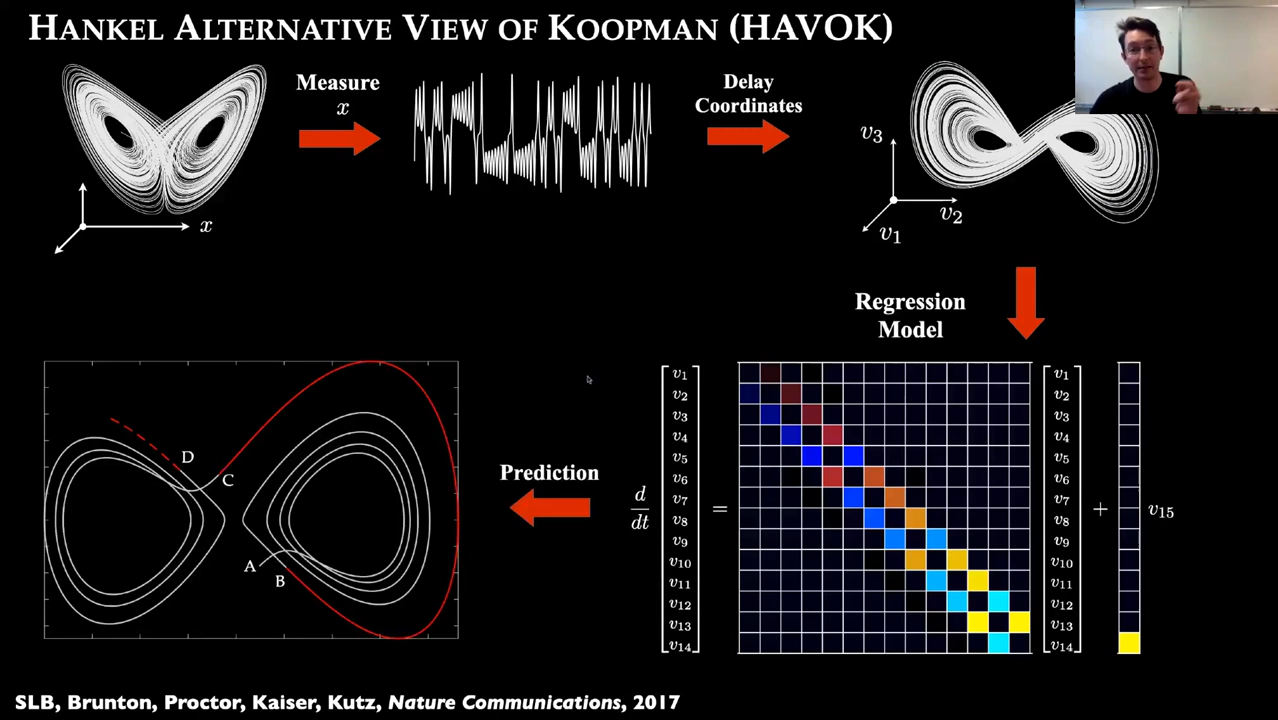 HANKEL ALTERNATIVE VIEW OF KOOPMAN (HAVOK)
Measure
x
Delay
Coordinates
x
v3
v2
v1
Regression
Model
Prediction
D
C
A
B
d
dt
=
v1
v2
v3
v4
v5
v6
v7
v8
v9
v10
v11
v12
v13
v14
v1
v2
v3
v4
v5
v6
v7
v8
v9
v10
v11
v12
v13
v14
+
v15
SLB, Brunton, Proctor, Kaiser, Kutz, Nature Communications, 2017